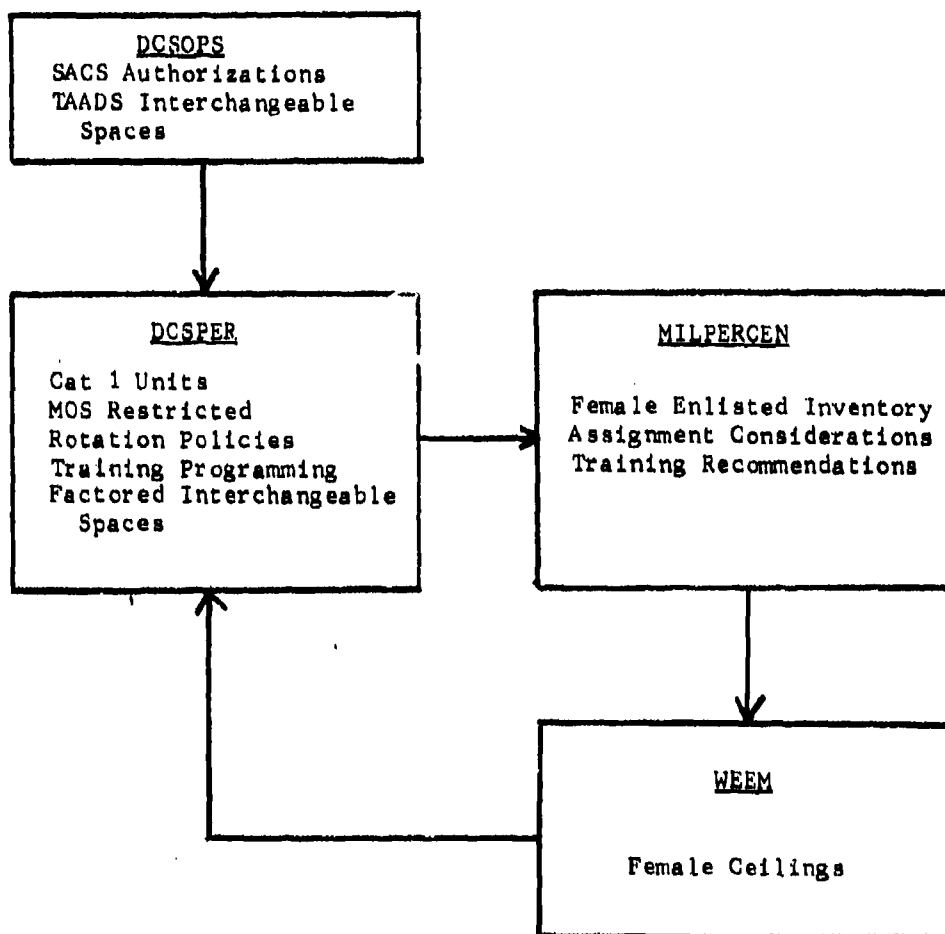 DCSOPS
SACS Authorizations
TAADS Interchangeable
Spaces
DCSPER
Cat 1 Units
MOS Restricted
Rotation Policies
Training Programming
Factored Interchangeable
Spaces
MILPERCEN
Female Enlisted Inventory
Assignment Considerations
Training Recommendations
WEEM
Female Ceilings